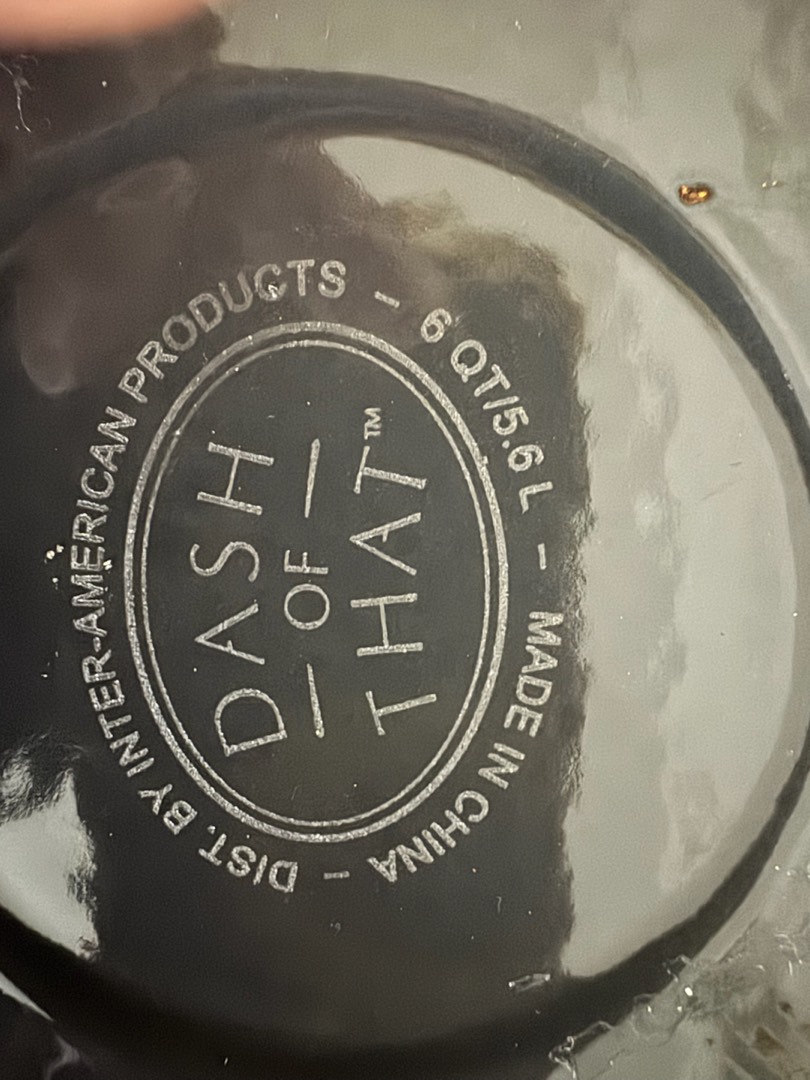 DASH
OF
THAT™
DIST. BY INTER-AMERICAN PRODUCTS - 6 QT/5.6 L - MADE IN CHINA -